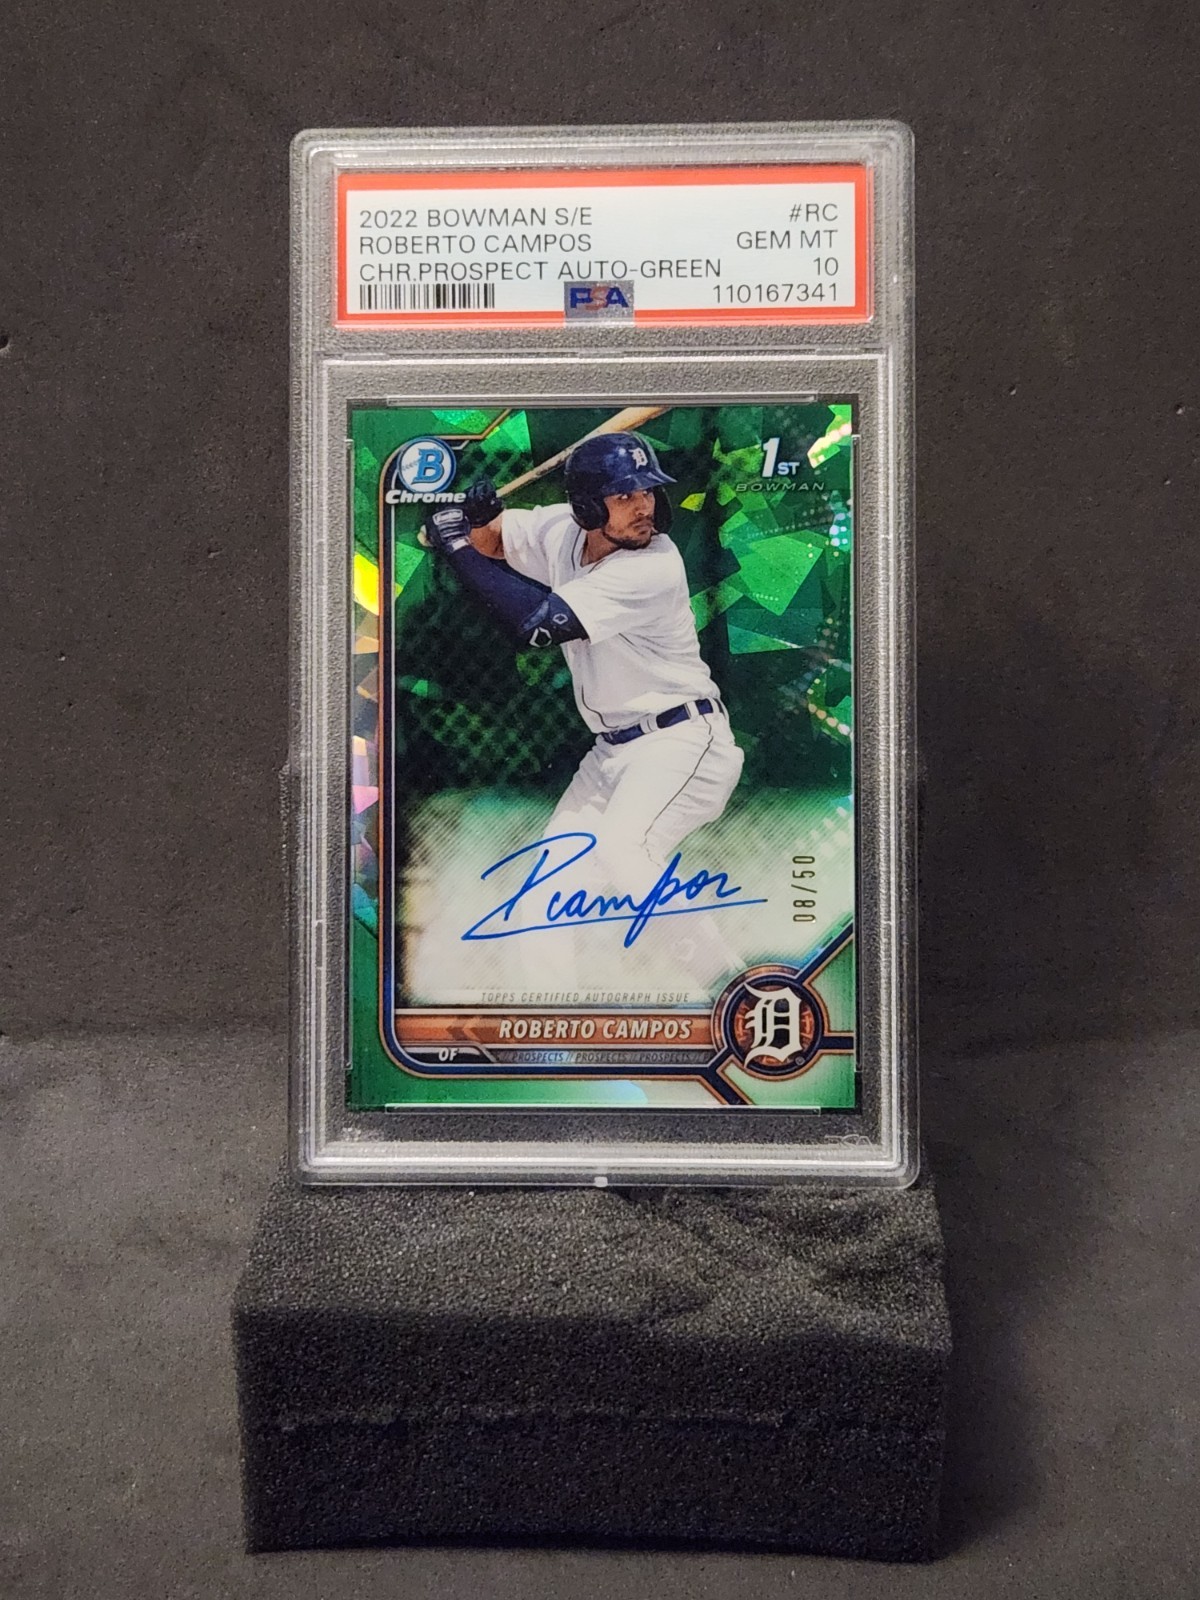 2022 BOWMAN S/E #RC
ROBERTO CAMPOS GEM MT
CHR.PROSPECT AUTO-GREEN 10
PSA 110167341
B
Chrome
1ST
BOWMAN
D
R Campos
08/50
TOPPS CERTIFIED AUTOGRAPH ISSUE
ROBERTO CAMPOS
OF
// PROSPECTS // PROSPECTS // PROSPECTS //
D